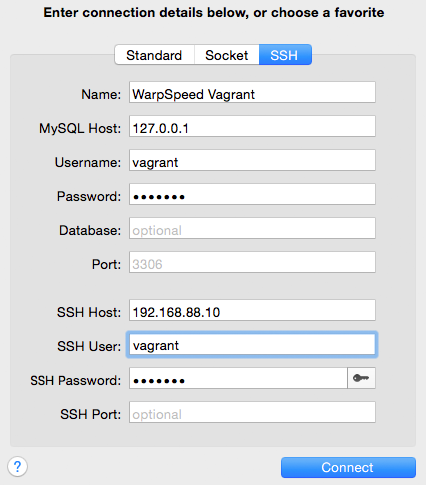 Enter connection details below, or choose a favorite
Standard Socket SSH
Name: WarpSpeed Vagrant
MySQL Host: 127.0.0.1
Username: vagrant
Password: •••••••
Database: optional
Port: 3306
SSH Host: 192.168.88.10
SSH User: vagrant
SSH Password: •••••••
SSH Port: optional
? Connect